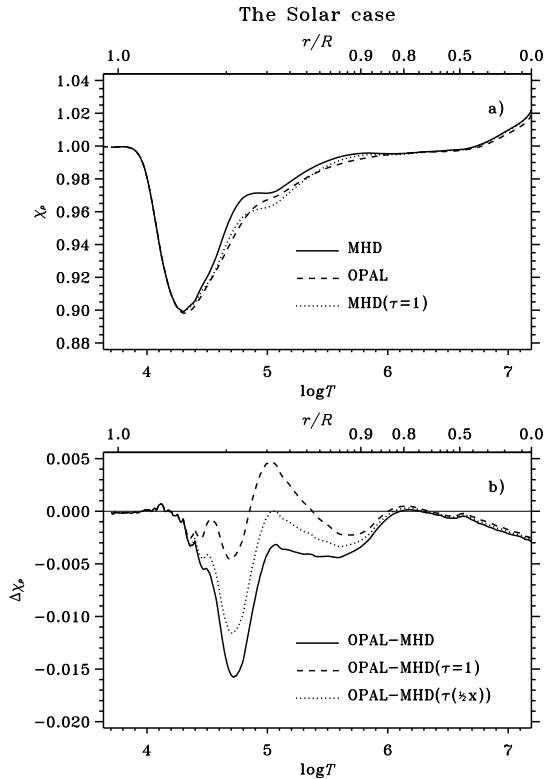 The Solar case
r/R
1.0 0.9 0.8 0.5 0.0
1.04
a)
1.02
1.00
0.98
0.96
χρ
0.94
MHD
0.92
OPAL
0.90
MHD(τ=1)
0.88
4 5 6 7
logT
r/R
1.0 0.9 0.8 0.5 0.0
0.005
b)
0.000
−0.005
Δχρ
−0.010
OPAL−MHD
−0.015
OPAL−MHD(τ=1)
OPAL−MHD(τ(½x))
−0.020
4 5 6 7
logT